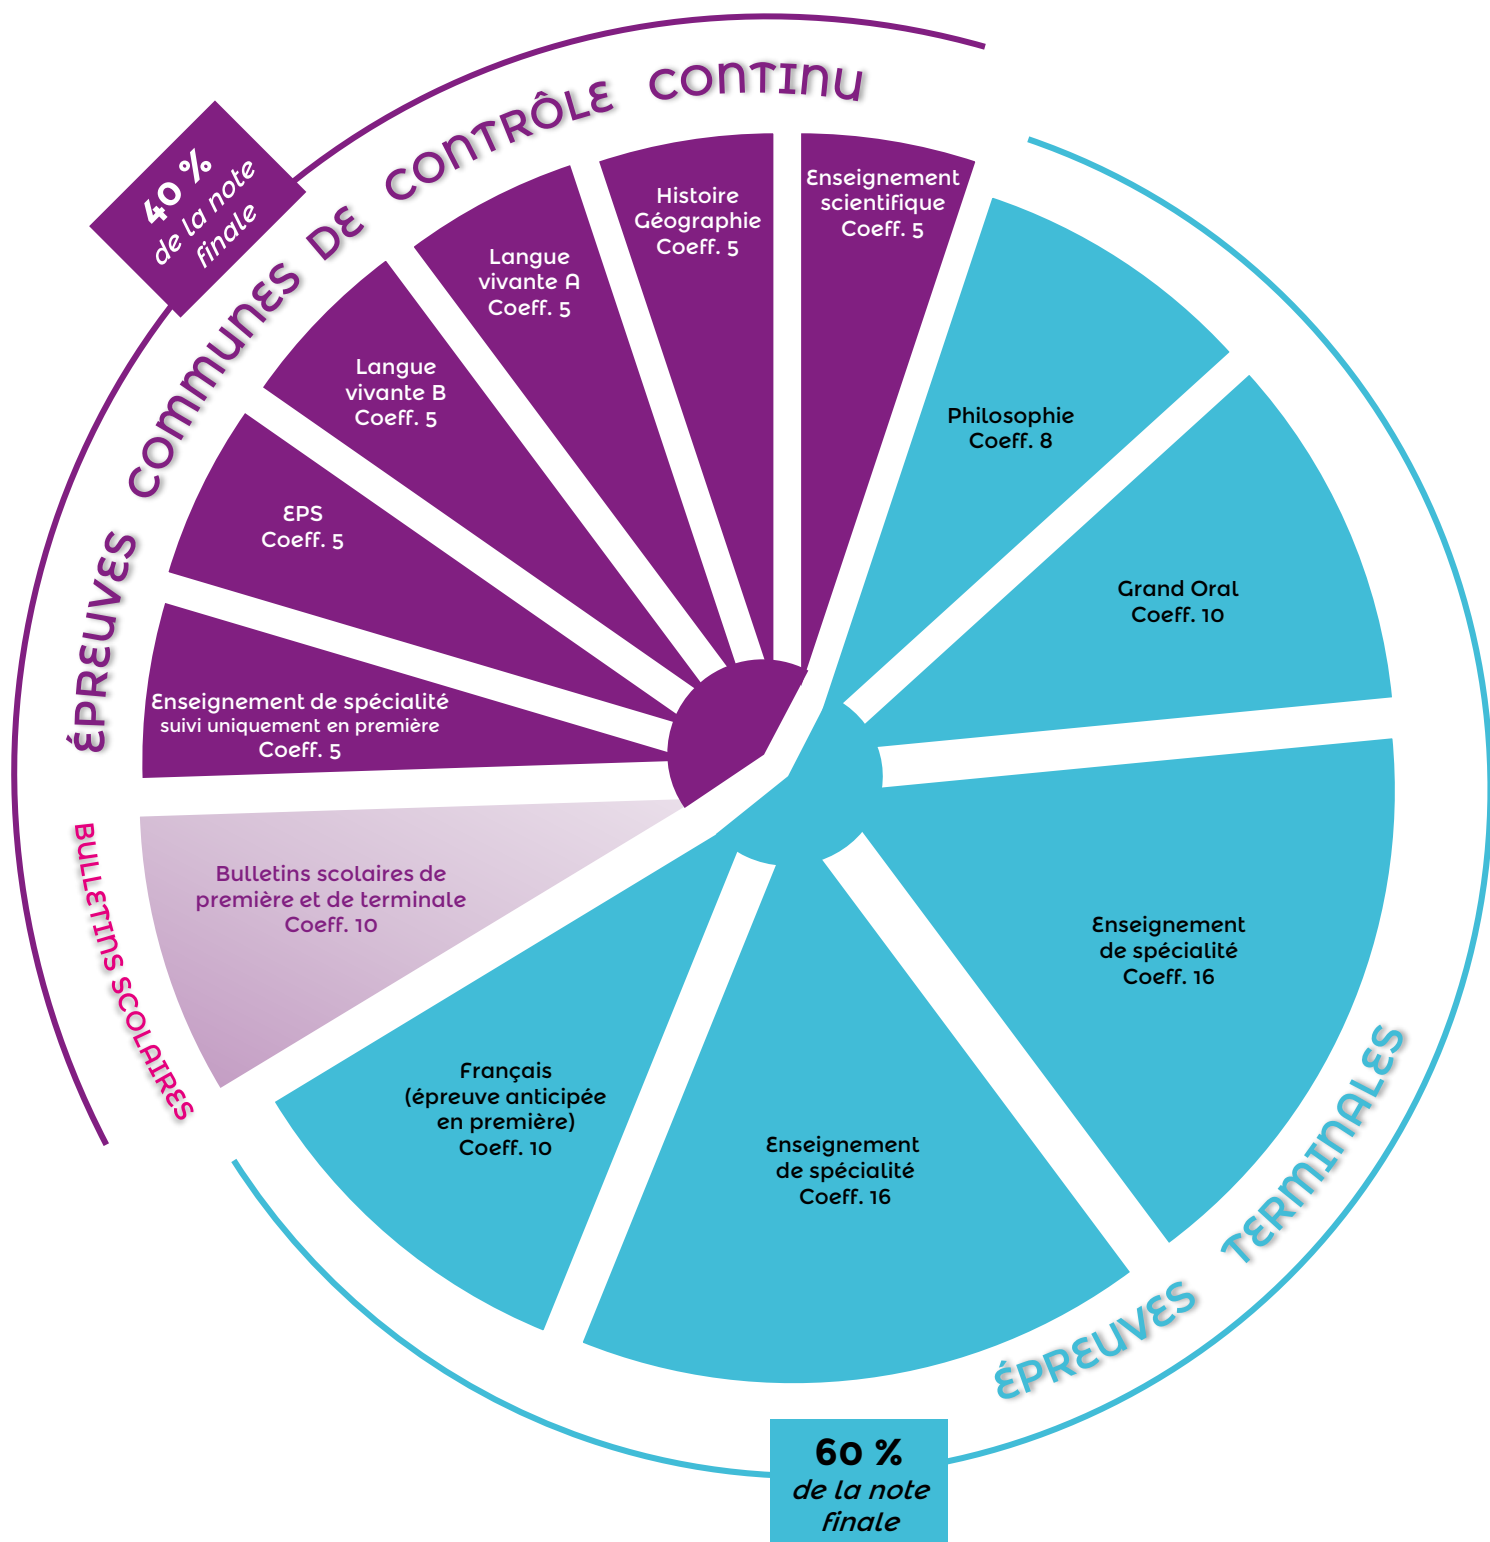 ÉPREUVES COMMUNES DE CONTRÔLE CONTINU
40 %
de la note
finale
Enseignement
scientifique
Coeff. 5
Histoire
Géographie
Coeff. 5
Langue
vivante A
Coeff. 5
Langue
vivante B
Coeff. 5
EPS
Coeff. 5
Enseignement de spécialité
suivi uniquement en première
Coeff. 5
BULLETINS SCOLAIRES
Bulletins scolaires de
première et de terminale
Coeff. 10
Philosophie
Coeff. 8
Grand Oral
Coeff. 10
Enseignement
de spécialité
Coeff. 16
Enseignement
de spécialité
Coeff. 16
Français
(épreuve anticipée
en première)
Coeff. 10
ÉPREUVES TERMINALES
60 %
de la note
finale